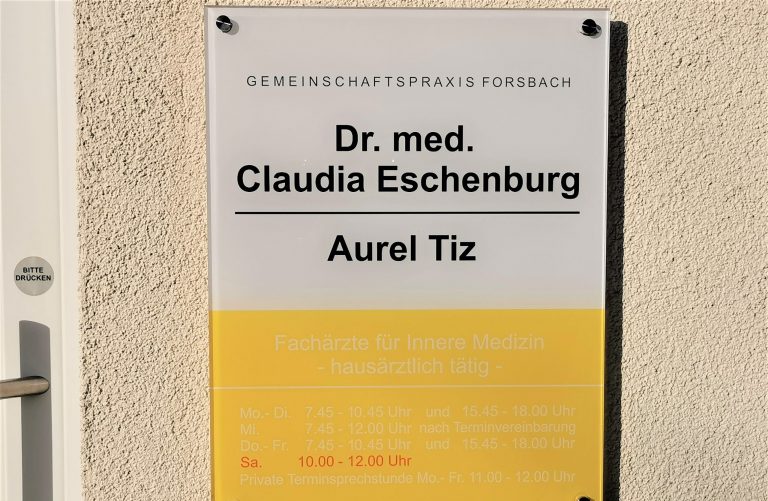 GEMEINSCHAFTSPRAXIS FORSBACH
Dr. med.
Claudia Eschenburg
Aurel Tiz
BITTE
DRÜCKEN
Fachärzte für Innere Medizin
- hausärztlich tätig -
Mo.- Di. 7.45 - 10.45 Uhr und 15.45 - 18.00 Uhr
Mi. 7.45 - 12.00 Uhr nach Terminvereinbarung
Do.- Fr. 7.45 - 10.45 Uhr und 15.45 - 18.00 Uhr
Sa. 10.00 - 12.00 Uhr
Private Terminsprechstunde Mo.- Fr. 11.00 - 12.00 Uhr